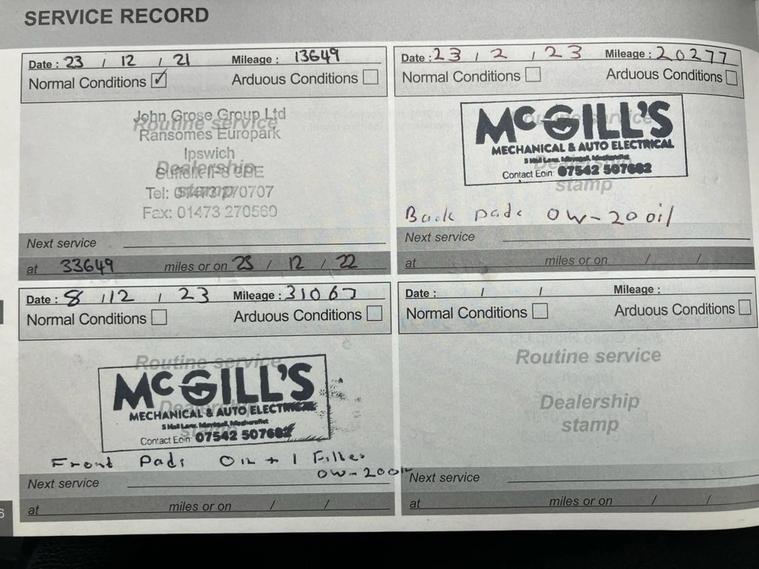 SERVICE RECORD
Date : 23 / 12 / 21 Mileage : 13649
Normal Conditions ✓ Arduous Conditions
Routine service
John Grose Group Ltd
Ransomes Europark
Ipswich
Dealership
stamp
Tel:
Fax: 01473 270560
Next service
at 33649 miles or on 23 / 12 / 22
Date : 23 / 2 / 23 Mileage : 20277
Normal Conditions Arduous Conditions
McGILL'S
MECHANICAL & AUTO ELECTRICAL
Contact Eoin 07542 507682
stamp
Back pads 0W-20 oil
Next service
at miles or on / /
Date : 8 / 12 / 23 Mileage : 31067
Normal Conditions Arduous Conditions
Routine service
McGILL'S
MECHANICAL & AUTO ELECTRICAL
Contact Eoin 07542 507682
Front Pads Oil + 1 Filter
0W-20 oil
Next service
at miles or on / /
Date : / / Mileage :
Normal Conditions Arduous Conditions
Routine service
Dealership
stamp
Next service
at miles or on / /
6